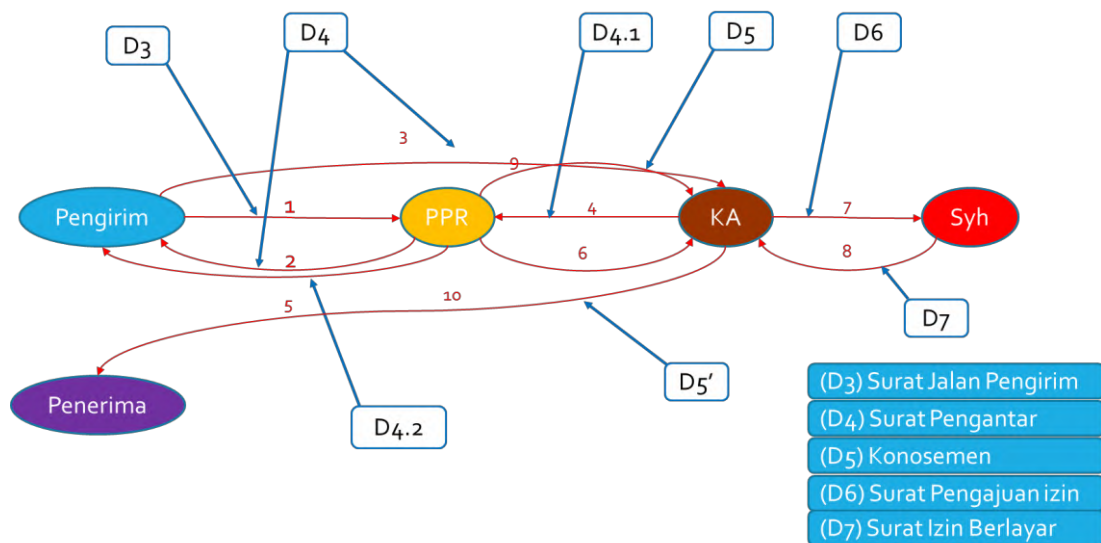 D3
D4
D4.1
D5
D6
3
9
Pengirim
1
PPR
4
KA
7
Syh
2
6
8
5
10
D7
Penerima
D5’
D4.2
(D3) Surat Jalan Pengirim
(D4) Surat Pengantar
(D5) Konosemen
(D6) Surat Pengajuan izin
(D7) Surat Izin Berlayar